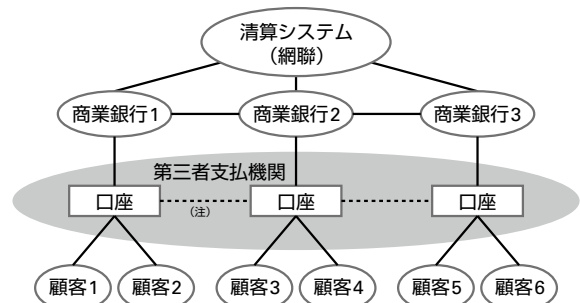 清算システム
（網聯）
商業銀行1 商業銀行2 商業銀行3
第三者支払機関
口座 口座 口座
（注）
顧客1 顧客2 顧客3 顧客4 顧客5 顧客6